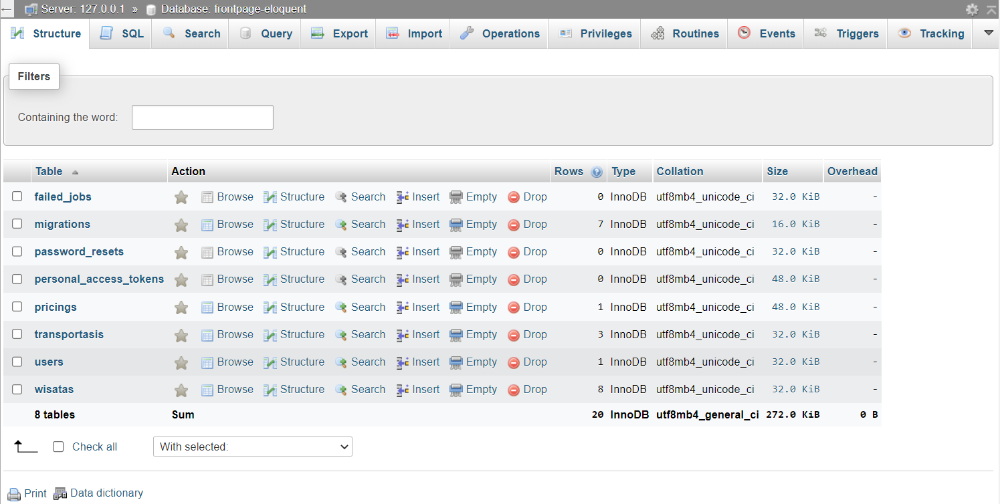 Server: 127.0.0.1 » Database: frontpage-eloquent
Structure SQL Search Query Export Import Operations Privileges Routines Events Triggers Tracking
Filters
Containing the word:
Table Action Rows Type Collation Size Overhead
failed_jobs Browse Structure Search Insert Empty Drop 0 InnoDB utf8mb4_unicode_ci 32.0 KiB -
migrations Browse Structure Search Insert Empty Drop 7 InnoDB utf8mb4_unicode_ci 16.0 KiB -
password_resets Browse Structure Search Insert Empty Drop 0 InnoDB utf8mb4_unicode_ci 32.0 KiB -
personal_access_tokens Browse Structure Search Insert Empty Drop 0 InnoDB utf8mb4_unicode_ci 48.0 KiB -
pricings Browse Structure Search Insert Empty Drop 1 InnoDB utf8mb4_unicode_ci 48.0 KiB -
transportasis Browse Structure Search Insert Empty Drop 3 InnoDB utf8mb4_unicode_ci 32.0 KiB -
users Browse Structure Search Insert Empty Drop 1 InnoDB utf8mb4_unicode_ci 32.0 KiB -
wisatas Browse Structure Search Insert Empty Drop 8 InnoDB utf8mb4_unicode_ci 32.0 KiB -
8 tables Sum 20 InnoDB utf8mb4_general_ci 272.0 KiB 0 B
Check all With selected:
Print Data dictionary